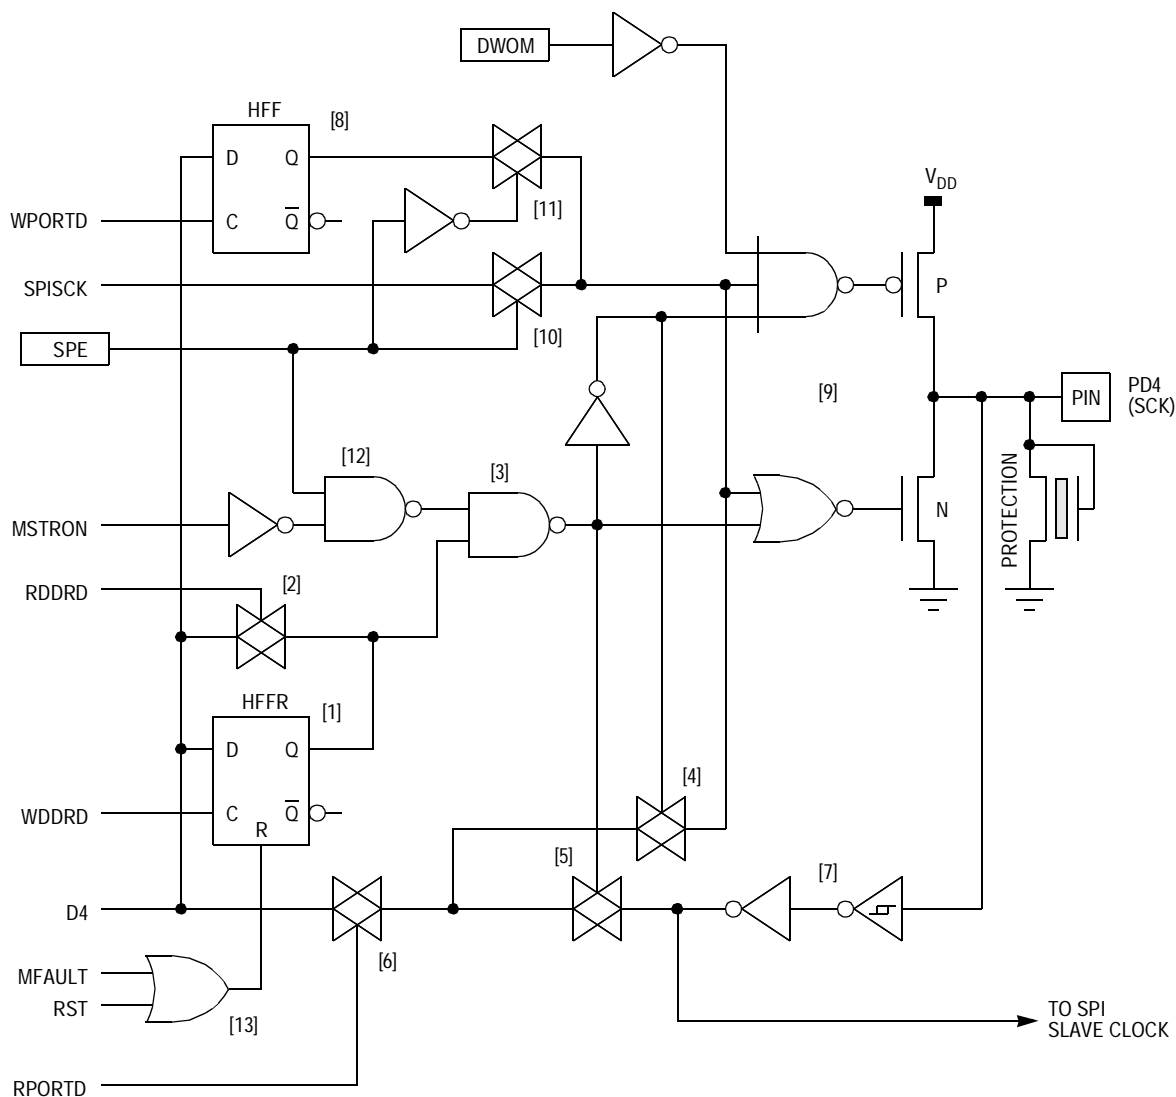 DWOM
HFF
[8]
D
Q
WPORTD
C
Q
[11]
SPISCK
[10]
SPE
VDD
P
[9]
PIN
PD4
(SCK)
[12]
[3]
MSTRON
N
PROTECTION
RDDRD
[2]
HFFR
[1]
D
Q
WDDRD
C
Q
R
[4]
[5]
[7]
D4
[6]
MFAULT
RST
[13]
TO SPI
SLAVE CLOCK
RPORTD